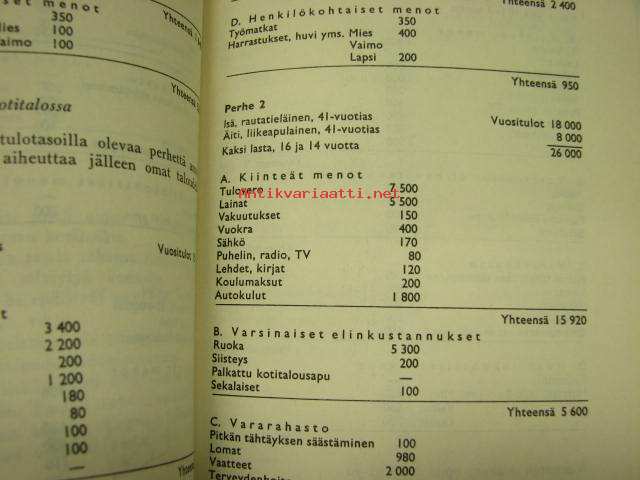 set menot
350
Mies 100
Vaimo 100
Yhteensä
kotitalossa
tulotasoilla olevaa perhettä
aiheuttaa jälleen omat
Vuositulot
3 400
2 200
200
1 200
180
80
100
100
—
Yhteensä
Yhteensä 2 400
D. Henkilökohtaiset menot
Työmatkat 350
Harrastukset, huvi yms. Mies 400
Vaimo
Lapsi 200
Yhteensä 950
Perhe 2
Isä, rautatieläinen, 41-vuotias Vuositulot 18 000
Äiti, liikeapulainen, 41-vuotias 8 000
Kaksi lasta, 16 ja 14 vuotta 26 000
A. Kiinteät menot
Tulovero 7 500
Lainat 5 500
Vakuutukset 150
Vuokra 400
Sähkö 170
Puhelin, radio, TV 80
Lehdet, kirjat 120
Koulumaksut 200
Autokulut 1 800
Yhteensä 15 920
B. Varsinaiset elinkustannukset
Ruoka 5 300
Siisteys 200
Palkattu kotitalousapu —
Sekalaiset 100
Yhteensä 5 600
C. Vararahasto
Pitkän tähtäyksen säästäminen 100
Lomat 980
Vaatteet 2 000
Terveydenhoito
Antikvariaatti.net